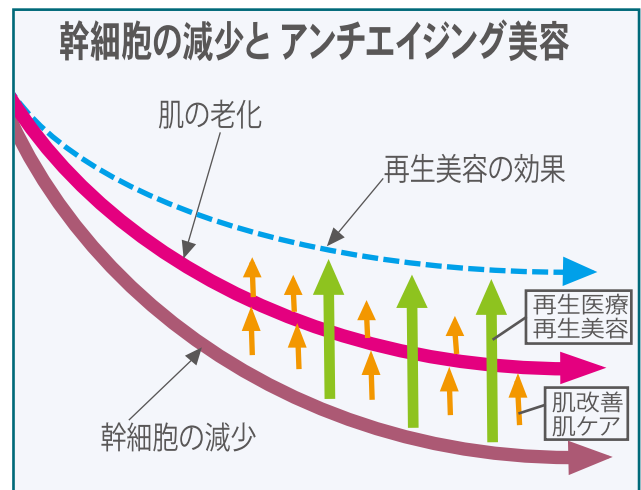 幹細胞の減少と アンチエイジング美容
肌の老化
再生美容の効果
再生医療
再生美容
肌改善
肌ケア
幹細胞の減少